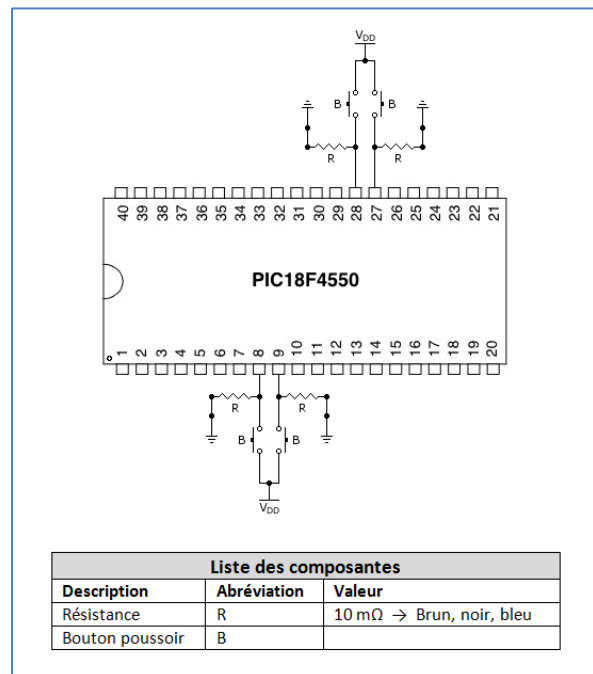 VDD
B B
R R
40 39 38 37 36 35 34 33 32 31 30 29 28 27 26 25 24 23 22 21
PIC18F4550
1 2 3 4 5 6 7 8 9 10 11 12 13 14 15 16 17 18 19 20
R R
B B
VDD
Liste des composantes
Description Abréviation Valeur
Résistance R 10 mΩ → Brun, noir, bleu
Bouton poussoir B